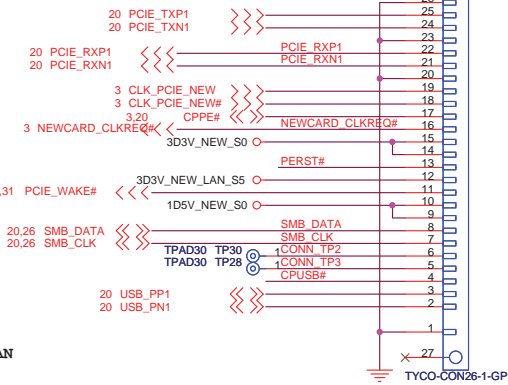 20 PCIE_TXP1 25
20 PCIE_TXN1 24
23
20 PCIE_RXP1 PCIE_RXP1 22
20 PCIE_RXN1 PCIE_RXN1 21
20
3 CLK_PCIE_NEW 19
3 CLK_PCIE_NEW# 18
3,20 CPPE# 17
3 NEWCARD_CLKREQ# NEWCARD_CLKREQ# 16
3D3V_NEW_S0 15
14
PERST# 13
3D3V_NEW_LAN_S5 12
,31 PCIE_WAKE# 11
1D5V_NEW_S0 10
9
20,26 SMB_DATA SMB_DATA 8
20,26 SMB_CLK SMB_CLK 7
TPAD30 TP30 1 CONN_TP2 6
TPAD30 TP28 1 CONN_TP3 5
CPUSB# 4
20 USB_PP1 3
20 USB_PN1 2
1
AN
27
TYCO-CON26-1-GP